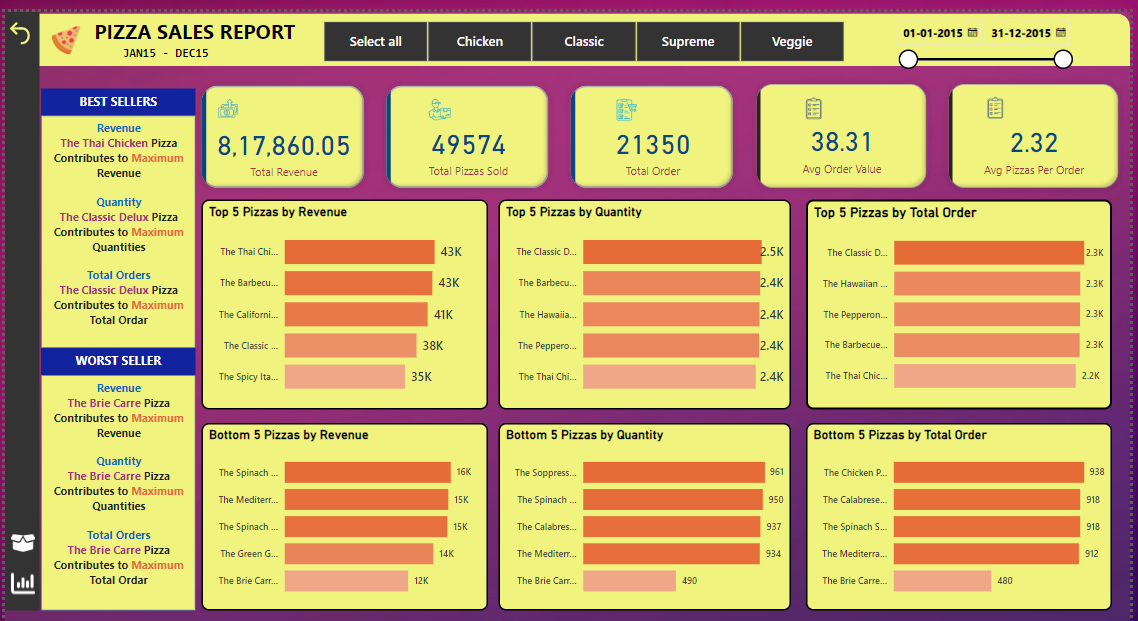 PIZZA SALES REPORT
JAN15 - DEC15
Select all
Chicken
Classic
Supreme
Veggie
01-01-2015
31-12-2015
BEST SELLERS
Revenue
The Thai Chicken Pizza
Contributes to Maximum
Revenue
Quantity
The Classic Delux Pizza
Contributes to Maximum
Quantities
Total Orders
The Classic Delux Pizza
Contributes to Maximum
Total Ordar
WORST SELLER
Revenue
The Brie Carre Pizza
Contributes to Maximum
Revenue
Quantity
The Brie Carre Pizza
Contributes to Maximum
Quantities
Total Orders
The Brie Carre Pizza
Contributes to Maximum
Total Ordar
8,17,860.05
Total Revenue
49574
Total Pizzas Sold
21350
Total Order
38.31
Avg Order Value
2.32
Avg Pizzas Per Order
Top 5 Pizzas by Revenue
The Thai Chi... 43K
The Barbecu... 43K
The Californi... 41K
The Classic ... 38K
The Spicy Ita... 35K
Top 5 Pizzas by Quantity
The Classic D... 2.5K
The Barbecu... 2.4K
The Hawaiia... 2.4K
The Peppero... 2.4K
The Thai Chi... 2.4K
Top 5 Pizzas by Total Order
The Classic D... 2.3K
The Hawaiian ... 2.3K
The Pepperon... 2.3K
The Barbecue... 2.3K
The Thai Chic... 2.2K
Bottom 5 Pizzas by Revenue
The Spinach ... 16K
The Mediterr... 15K
The Spinach ... 15K
The Green G... 14K
The Brie Carr... 12K
Bottom 5 Pizzas by Quantity
The Soppress... 961
The Spinach ... 950
The Calabres... 937
The Mediterr... 934
The Brie Carr... 490
Bottom 5 Pizzas by Total Order
The Chicken P... 938
The Calabrese... 918
The Spinach S... 918
The Mediterra... 912
The Brie Carre... 480